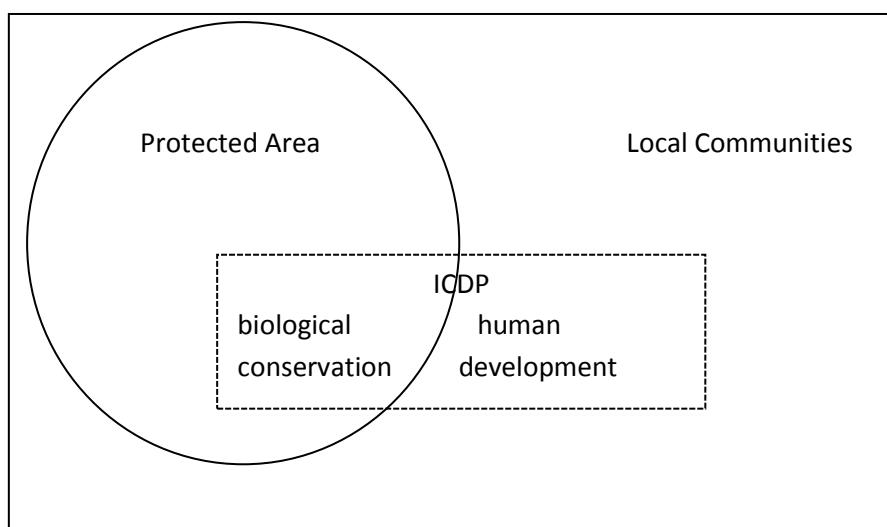 Protected Area
Local Communities
ICDP
biological human
conservation development